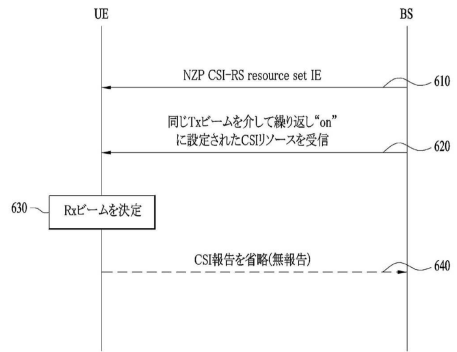 UE
BS
NZP CSI-RS resource set IE
610
同じTxビームを介して繰り返し“on”
に設定されたCSIリソースを受信
620
630
Rxビームを決定
CSI報告を省略(無報告)
640